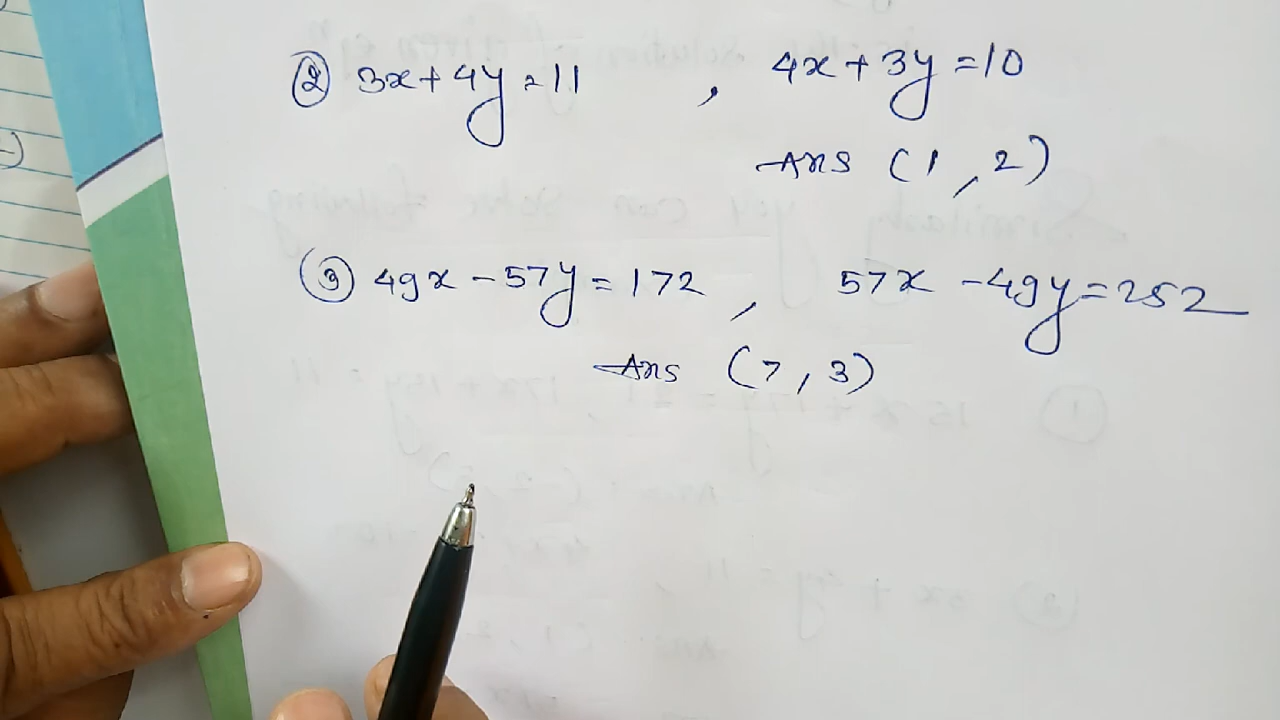 ② 3x + 4y = 11 , 4x + 3y = 10
Ans (1, 2)
③ 49x - 57y = 172, 57x - 49y = 252
Ans (7, 3)